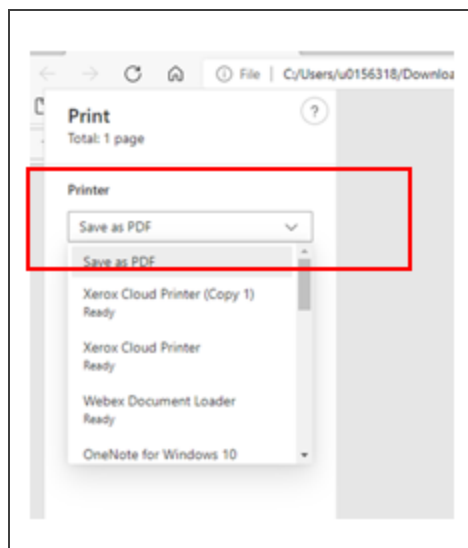 File | C:/Users/u0156318/Downloa
Print
?
Total: 1 page
Printer
Save as PDF
Save as PDF
Xerox Cloud Printer (Copy 1)
Ready
Xerox Cloud Printer
Ready
Webex Document Loader
Ready
OneNote for Windows 10